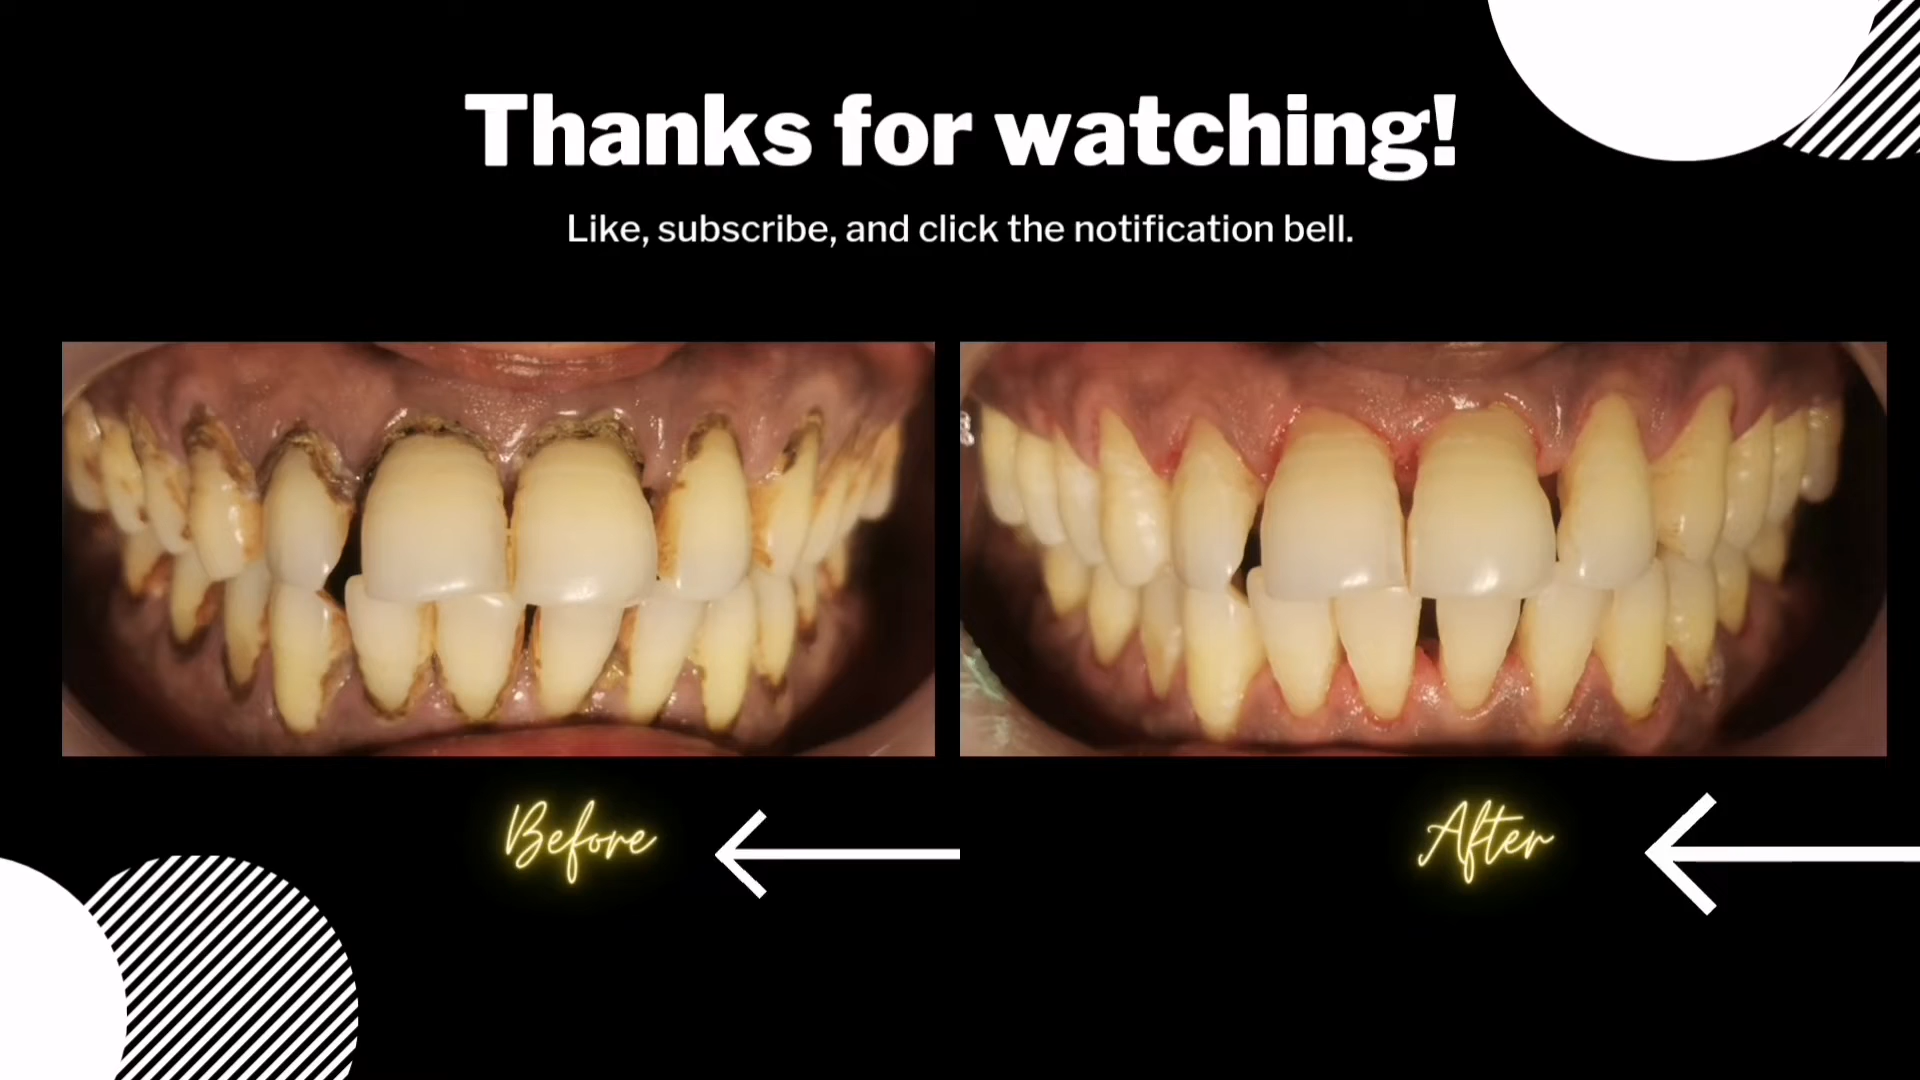 Thanks for watching!
Like, subscribe, and click the notification bell.
Before
After